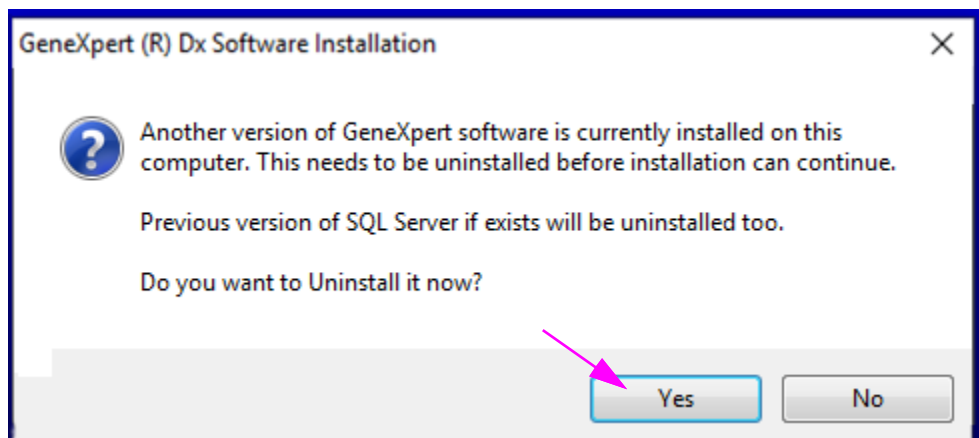 GeneXpert (R) Dx Software Installation
Another version of GeneXpert software is currently installed on this
computer. This needs to be uninstalled before installation can continue.
Previous version of SQL Server if exists will be uninstalled too.
Do you want to Uninstall it now?
Yes No